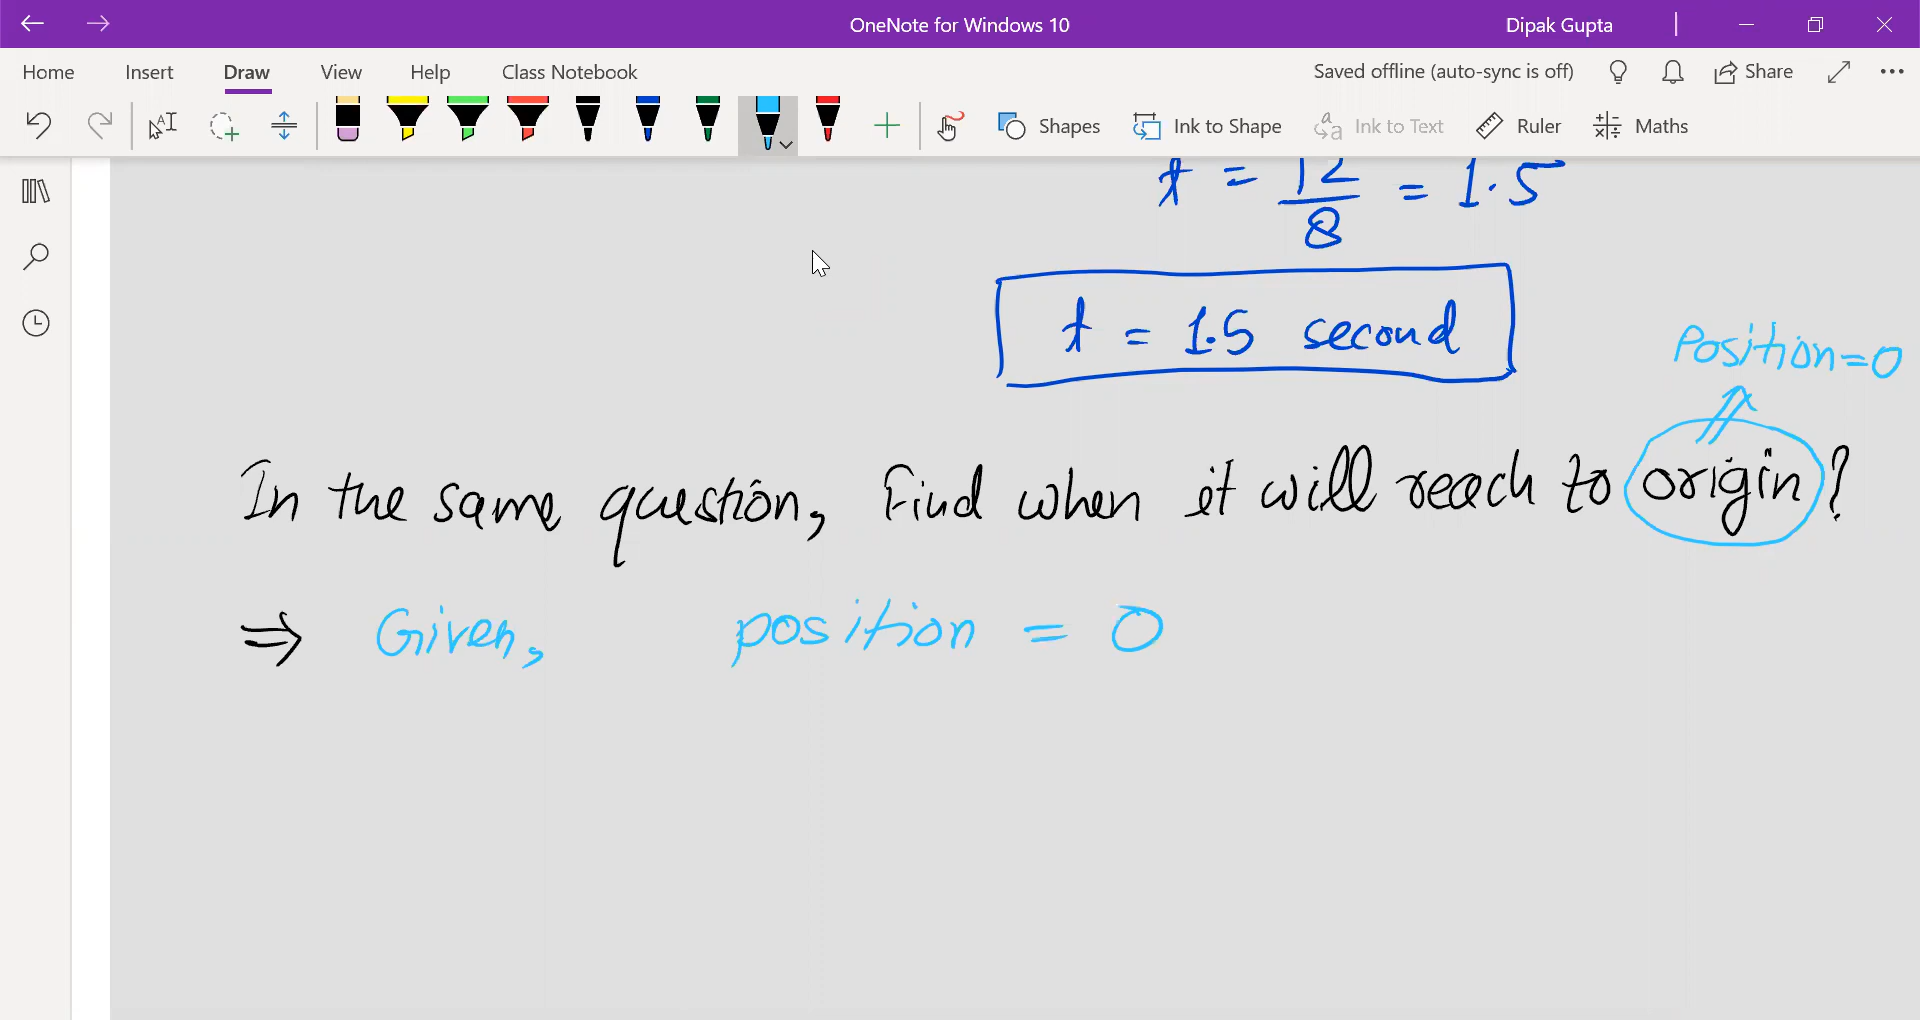 OneNote for Windows 10
Dipak Gupta
Home Insert Draw View Help Class Notebook
Saved offline (auto-sync is off) Share
Shapes Ink to Shape Ink to Text Ruler Maths
t = 12/8 = 1.5
t = 1.5 second
Position=0
In the same question, Find when it will reach to origin?
⇒ Given, position = 0